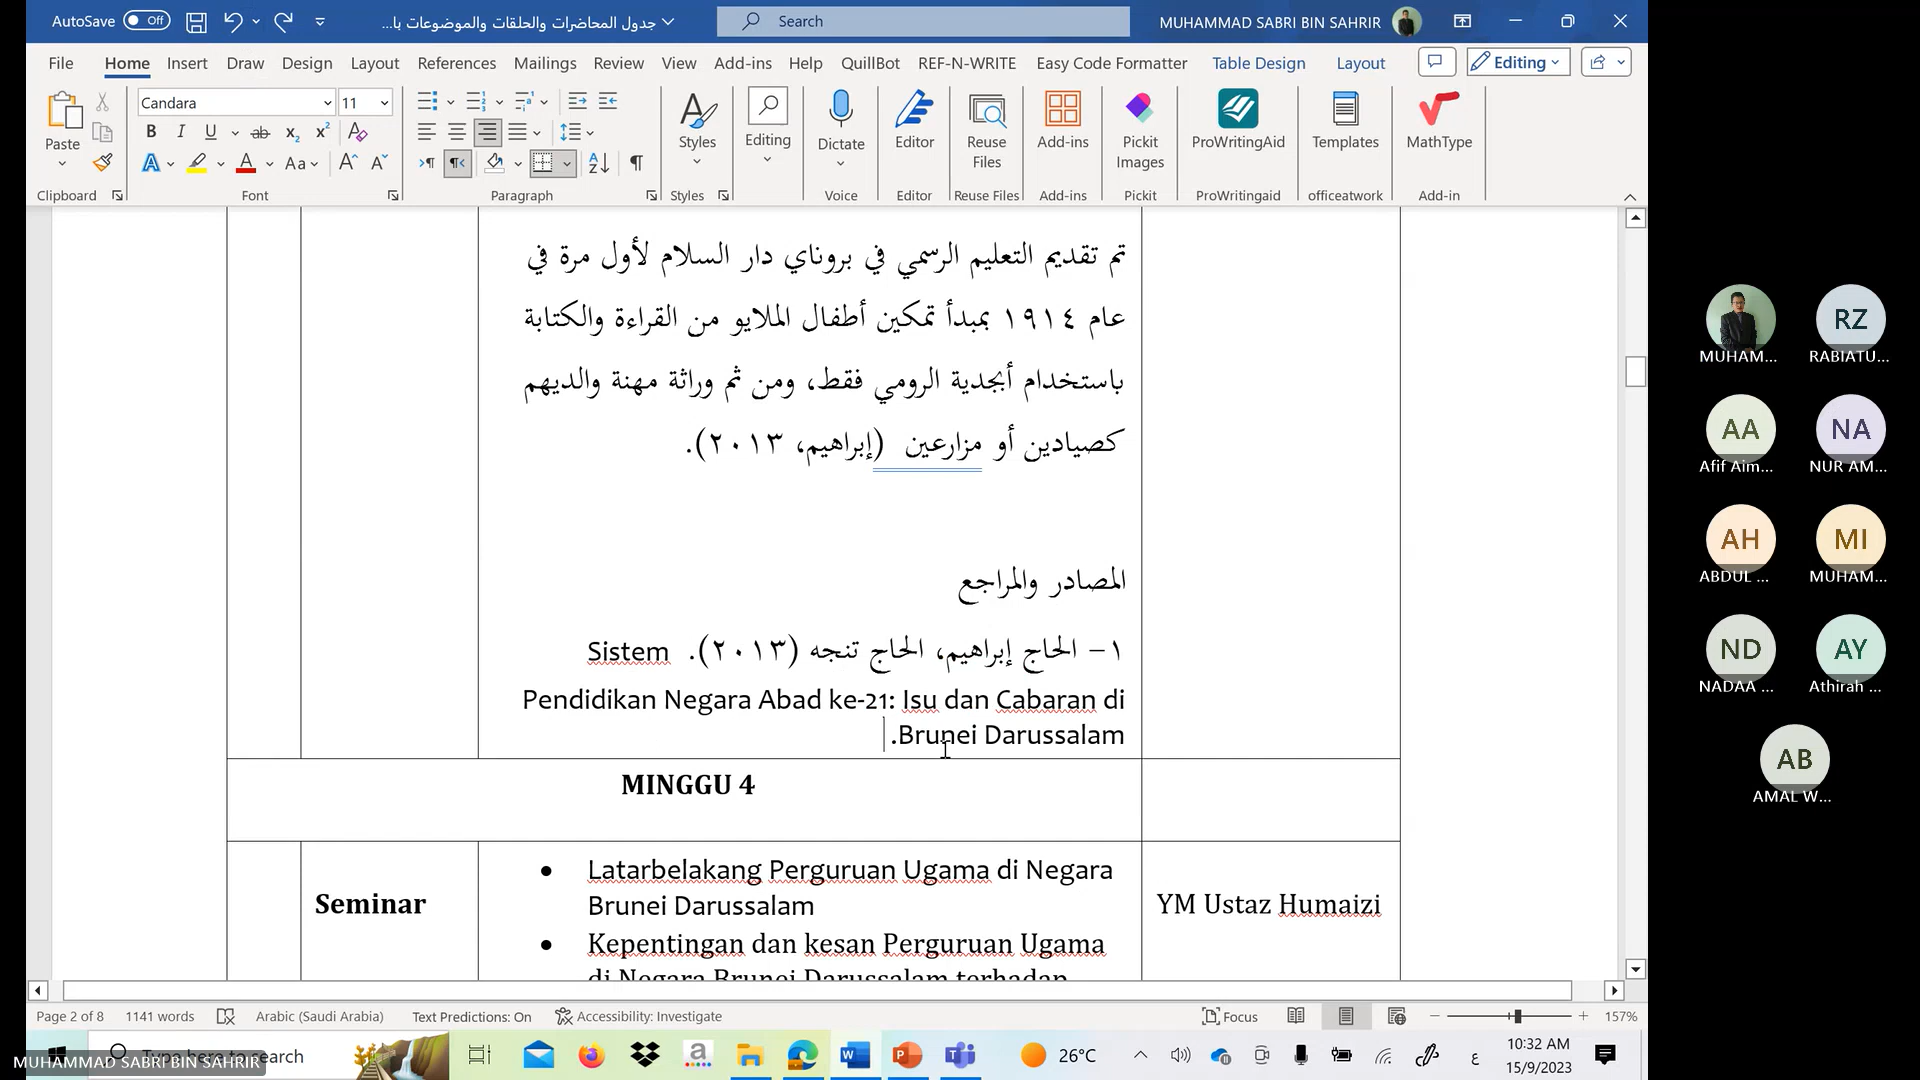 AutoSave Off
جدول المحاضرات والحلقات والموضوعات با...
Search
MUHAMMAD SABRI BIN SAHRIR
File Home Insert Draw Design Layout References Mailings Review View Add-ins Help QuillBot REF-N-WRITE Easy Code Formatter Table Design Layout Editing
Candara 11
Paste
Styles
Editing
Dictate
Editor
Reuse Files
Add-ins
Pickit Images
ProWritingAid
Templates
MathType
Clipboard Font Paragraph Styles Voice Editor Reuse Files Add-ins Pickit ProWritingaid officeatwork Add-in
تم تقديم التعليم الرسمي في بروناي دار السلام لأول مرة في
عام ١٩١٤ بمبدأ تمكين أطفال الملايو من القراءة والكتابة
باستخدام أبجدية الرومي فقط، ومن ثم وراثة مهنة والديهم
كصيادين أو مزارعين (إبراهيم، ٢٠١٣).
المصادر والمراجع
١- الحاج إبراهيم، الحاج تنجه (٢٠١٣). Sistem
Pendidikan Negara Abad ke-21: Isu dan Cabaran di
Brunei Darussalam.
MINGGU 4
Seminar
• Latarbelakang Perguruan Ugama di Negara
Brunei Darussalam
• Kepentingan dan kesan Perguruan Ugama
di Negara Brunei Darussalam terhadap
YM Ustaz Humaizi
Page 2 of 8 1141 words Arabic (Saudi Arabia) Text Predictions: On Accessibility: Investigate Focus 157%
Type here to search
MUHAMMAD SABRI BIN SAHRIR
26°C
ع
10:32 AM
15/9/2023
MUHAM...
RZ
RABIATU...
AA
Afif Aim...
NA
NUR AM...
AH
ABDUL ...
MI
MUHAM...
ND
NADAA ...
AY
Athirah ...
AB
AMAL W...